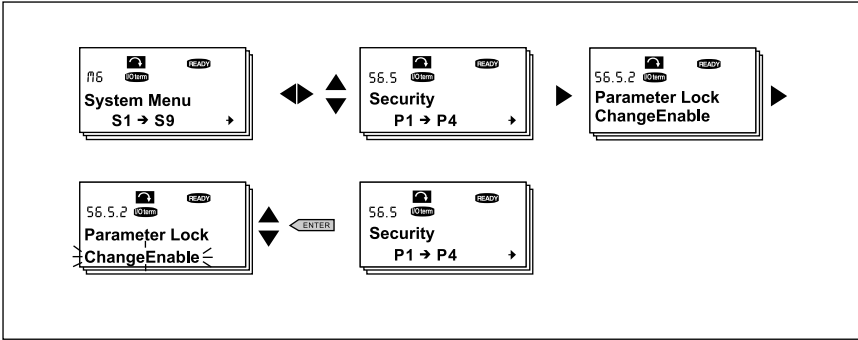 READY
M6 I/O term
System Menu
S1 → S9
READY
S6.5 I/O term
Security
P1 → P4
READY
S6.5.2 I/O term
Parameter Lock
ChangeEnable
READY
S6.5.2 I/O term
Parameter Lock
ChangeEnable
ENTER
READY
S6.5 I/O term
Security
P1 → P4